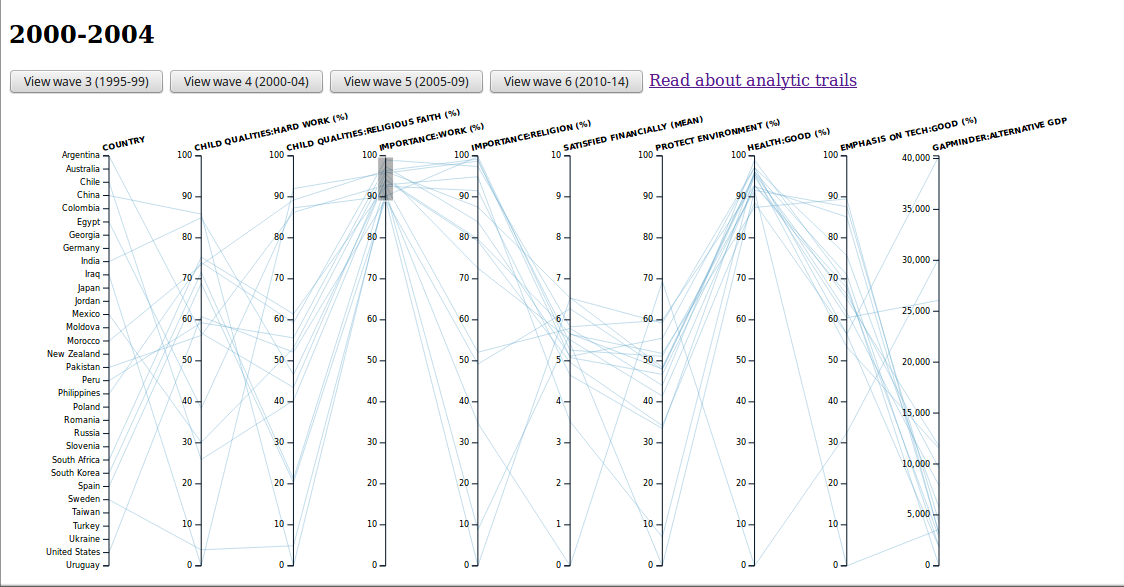 2000-2004
View wave 3 (1995-99) View wave 4 (2000-04) View wave 5 (2005-09) View wave 6 (2010-14) Read about analytic trails
COUNTRY CHILD QUALITIES:HARD WORK (%) CHILD QUALITIES:RELIGIOUS FAITH (%) IMPORTANCE:WORK (%) IMPORTANCE:RELIGION (%) SATISFIED FINANCIALLY (MEAN) PROTECT ENVIRONMENT (%) HEALTH:GOOD (%) EMPHASIS ON TECH:GOOD (%) GAPMINDER:ALTERNATIVE GDP
Argentina 100 100 100 100 10 100 100 100 40,000
Australia
Chile
China 90 90 90 90 9 90 90 90
Colombia 35,000
Egypt
Georgia 80 80 80 80 8 80 80 80
Germany
India 30,000
Iraq 70 70 70 70 7 70 70 70
Japan
Jordan
Mexico 60 60 60 60 6 60 60 60 25,000
Moldova
Morocco
New Zealand 50 50 50 50 5 50 50 50 20,000
Pakistan
Peru
Philippines 40 40 40 40 4 40 40 40
Poland 15,000
Romania
Russia 30 30 30 30 3 30 30 30
Slovenia
South Africa 10,000
South Korea 20 20 20 20 2 20 20 20
Spain
Sweden
Taiwan 5,000
Turkey 10 10 10 10 1 10 10 10
Ukraine
United States
Uruguay 0 0 0 0 0 0 0 0 0